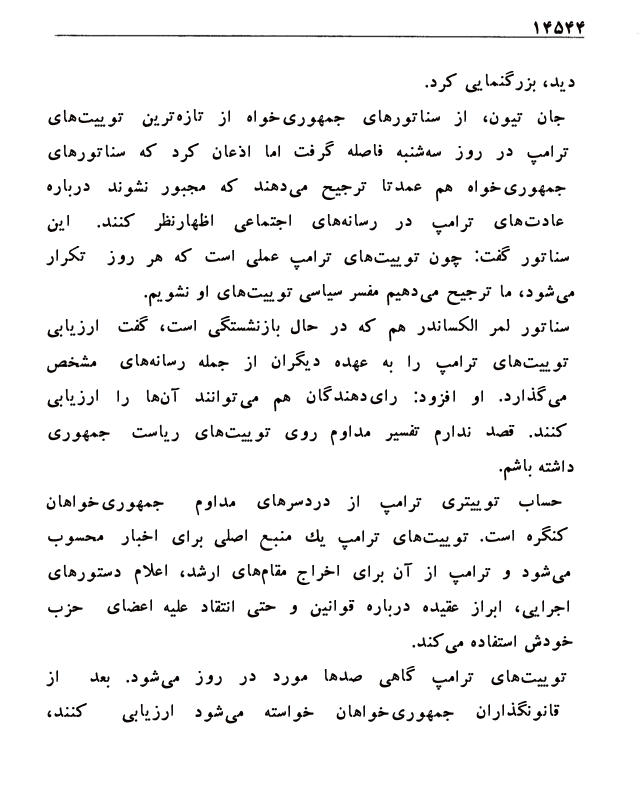 ۱۴۵۴۴
دید، بزرگنمایی کرد.
جان تیون، از سناتورهای جمهوری‌خواه از تازه‌ترین توییت‌های
ترامپ در روز سه‌شنبه فاصله گرفت اما اذعان کرد که سناتورهای
جمهوری‌خواه هم عمدتا ترجیح می‌دهند که مجبور نشوند درباره
عادت‌های ترامپ در رسانه‌های اجتماعی اظهارنظر کنند. این
سناتور گفت: چون توییت‌های ترامپ عملی است که هر روز تکرار
می‌شود، ما ترجیح می‌دهیم مفسر سیاسی توییت‌های او نشویم.
سناتور لمر الکساندر هم که در حال بازنشستگی است، گفت ارزیابی
توییت‌های ترامپ را به عهده دیگران از جمله رسانه‌های مشخص
می‌گذارد. او افزود: رای‌دهندگان هم می‌توانند آن‌ها را ارزیابی
کنند. قصد ندارم تفسیر مداوم روی توییت‌های ریاست جمهوری
داشته باشم.
حساب توییتری ترامپ از دردسرهای مداوم جمهوری‌خواهان
کنگره است. توییت‌های ترامپ یك منبع اصلی برای اخبار محسوب
می‌شود و ترامپ از آن برای اخراج مقام‌های ارشد، اعلام دستورهای
اجرایی، ابراز عقیده درباره قوانین و حتی انتقاد علیه اعضای حزب
خودش استفاده می‌کند.
توییت‌های ترامپ گاهی صدها مورد در روز می‌شود. بعد از
قانونگذاران جمهوری‌خواهان خواسته می‌شود ارزیابی کنند،